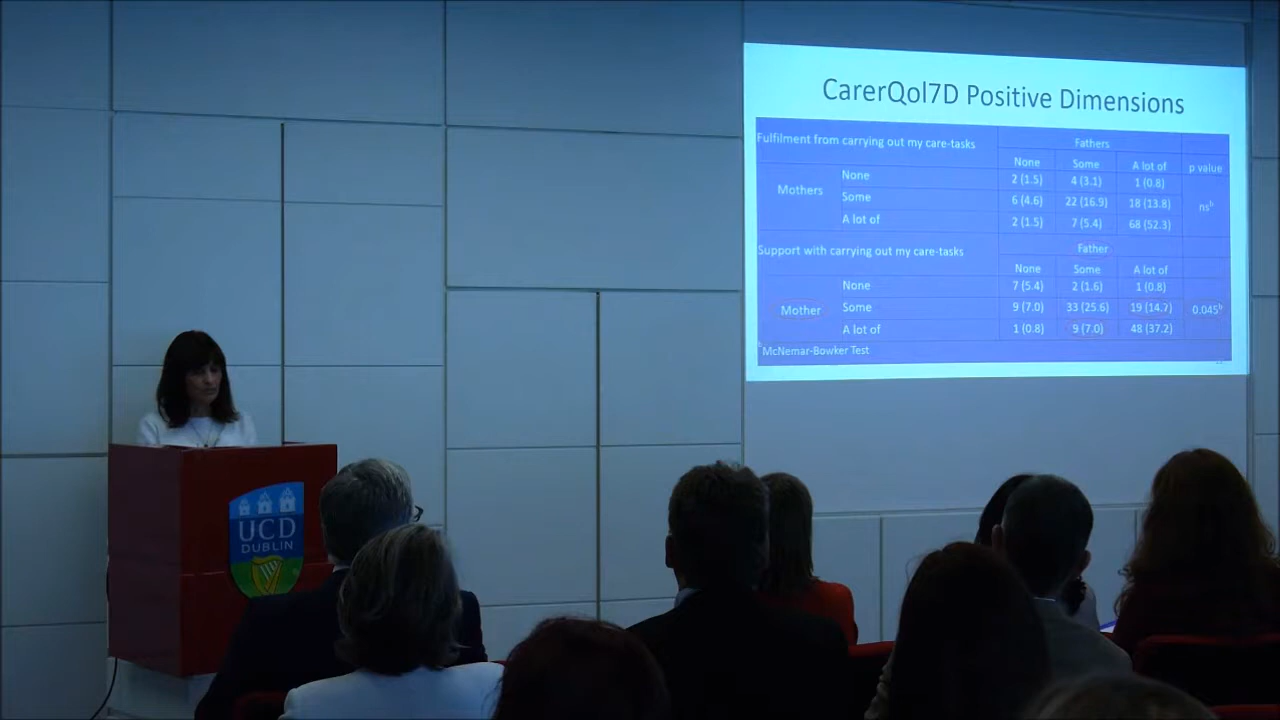 CarerQol7D Positive Dimensions
Fulfilment from carrying out my care-tasks Fathers
None Some A lot of p value
Mothers None 2 (1.5) 4 (3.1) 1 (0.8)
Some 6 (4.6) 22 (16.9) 18 (13.8) nsᵇ
A lot of 2 (1.5) 7 (5.4) 68 (52.3)
Support with carrying out my care-tasks Father
None Some A lot of
None 7 (5.4) 2 (1.6) 1 (0.8)
Mother Some 9 (7.0) 33 (25.6) 19 (14.7) 0.045ᵇ
A lot of 1 (0.8) 9 (7.0) 48 (37.2)
ᵇMcNemar-Bowker Test
UCD
DUBLIN